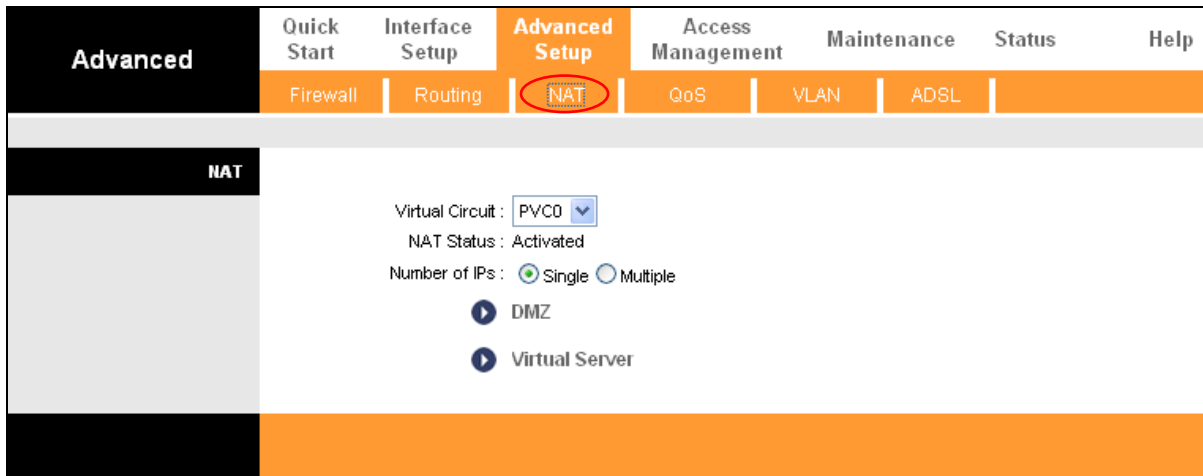 Advanced
Quick Start
Interface Setup
Advanced Setup
Access Management
Maintenance
Status
Help
Firewall
Routing
NAT
QoS
VLAN
ADSL
NAT
Virtual Circuit : PVC0
NAT Status : Activated
Number of IPs : Single Multiple
DMZ
Virtual Server